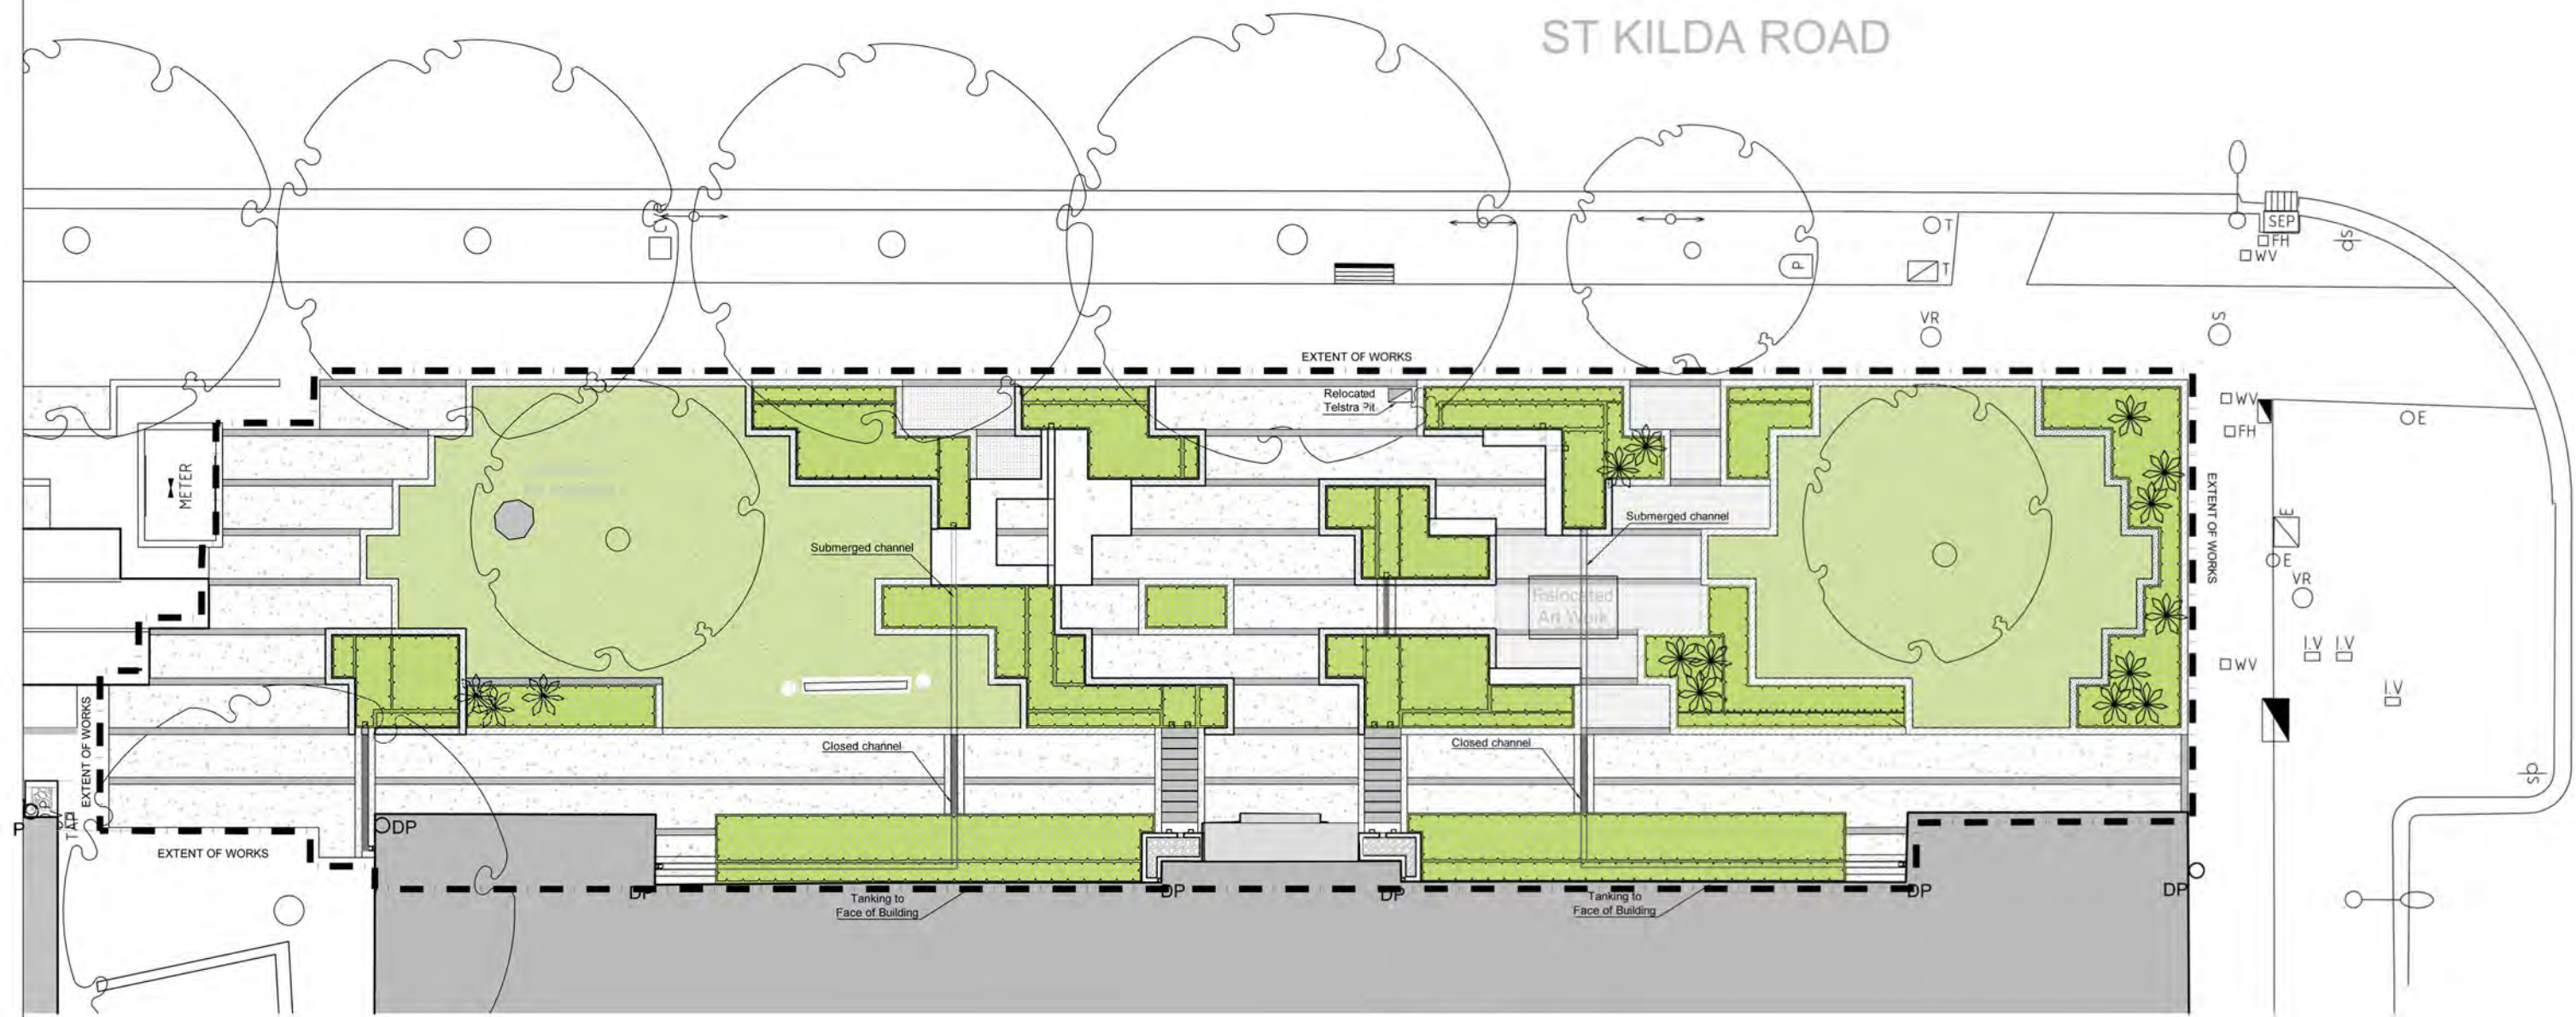 ST KILDA ROAD
SEP
FH
WV
S
T
P
T
VR
S
EXTENT OF WORKS
Relocated
Telstra Pit
WV
FH
E
METER
EXTENT OF WORKS
Submerged channel
E
Submerged channel
E
VR
Relocated
Art Work
I.V
I.V
WV
I.V
EXTENT OF WORKS
Closed channel
Closed channel
SP
TAP
P
DP
EXTENT OF WORKS
DP
DP
DP
DP
DP
Tanking to
Face of Building
Tanking to
Face of Building